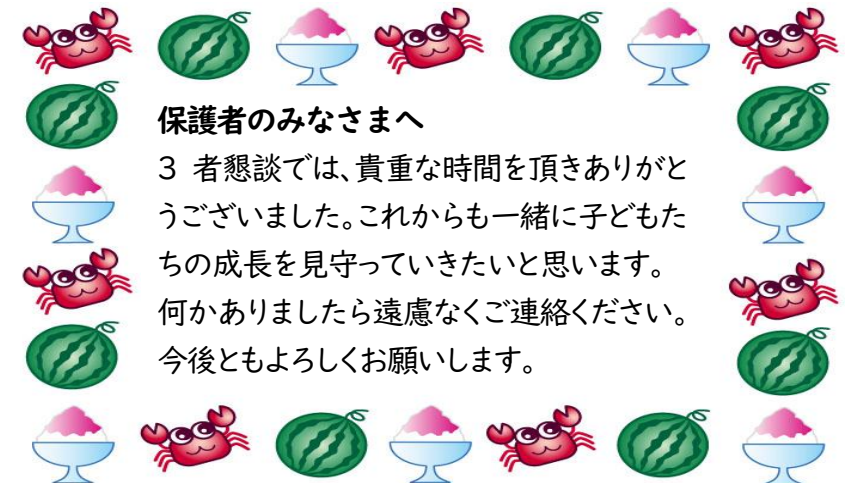 保護者のみなさまへ
3 者懇談では、貴重な時間を頂きありがと
うございました。これからも一緒に子どもた
ちの成長を見守っていきたいと思います。
何かありましたら遠慮なくご連絡ください。
今後ともよろしくお願いします。